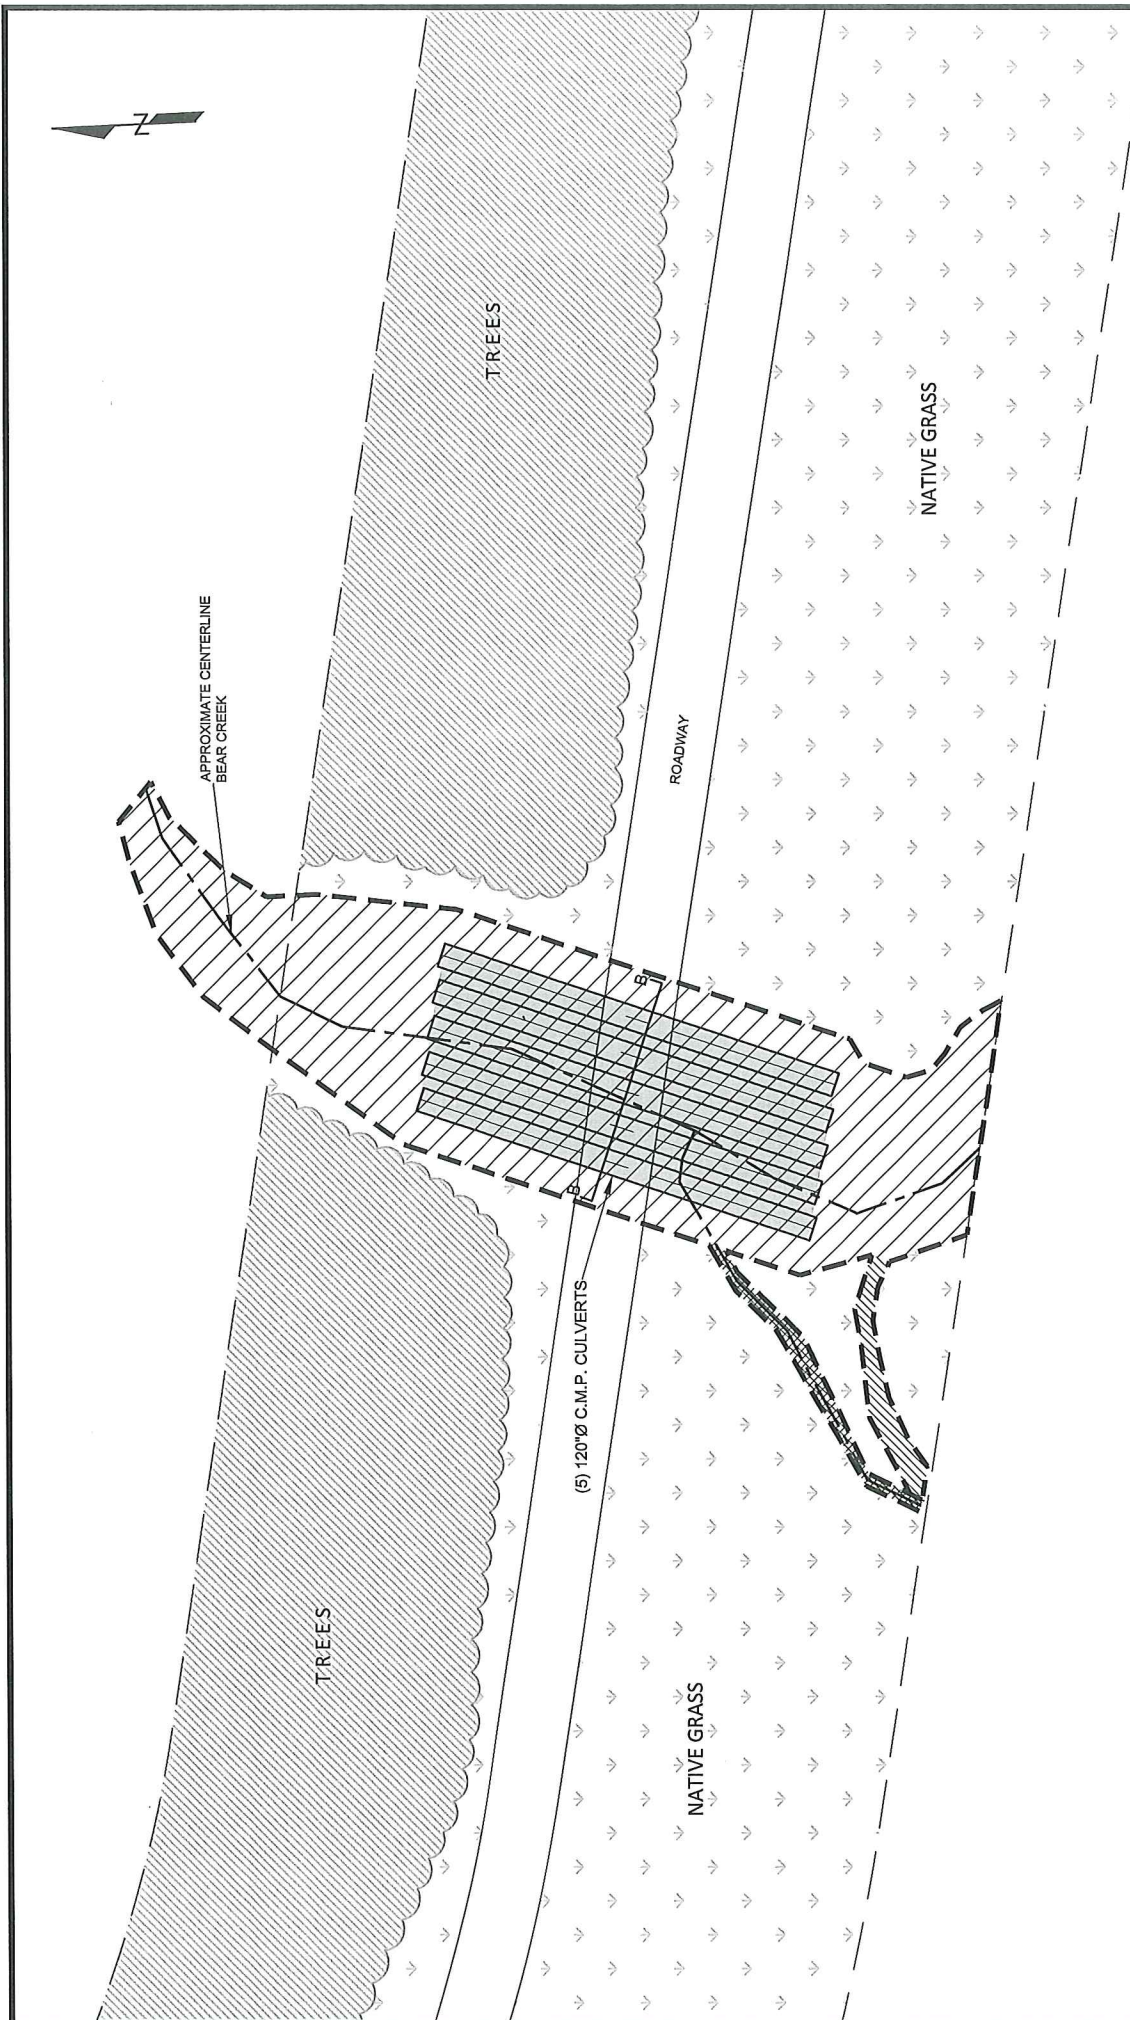 N
TREES
APPROXIMATE CENTERLINE
BEAR CREEK
TREES
ROADWAY
B
B
(5) 120"Ø C.M.P. CULVERTS
NATIVE GRASS
NATIVE GRASS